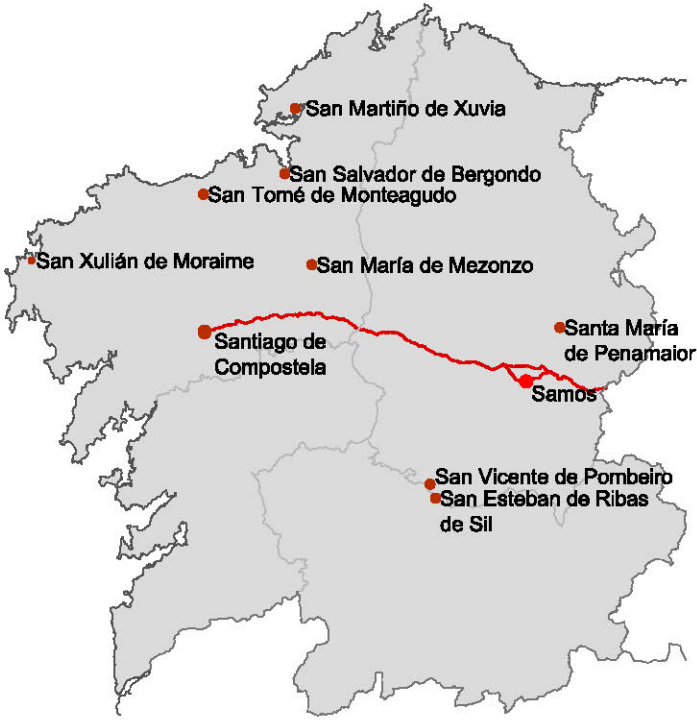 San Martiño de Xuvia
San Salvador de Bergondo
San Tomé de Monteagudo
San Xulián de Moraime
San María de Mezonzo
Santiago de
Compostela
Santa María
de Penamaior
Samos
San Vicente de Pombeiro
San Esteban de Ribas
de Sil